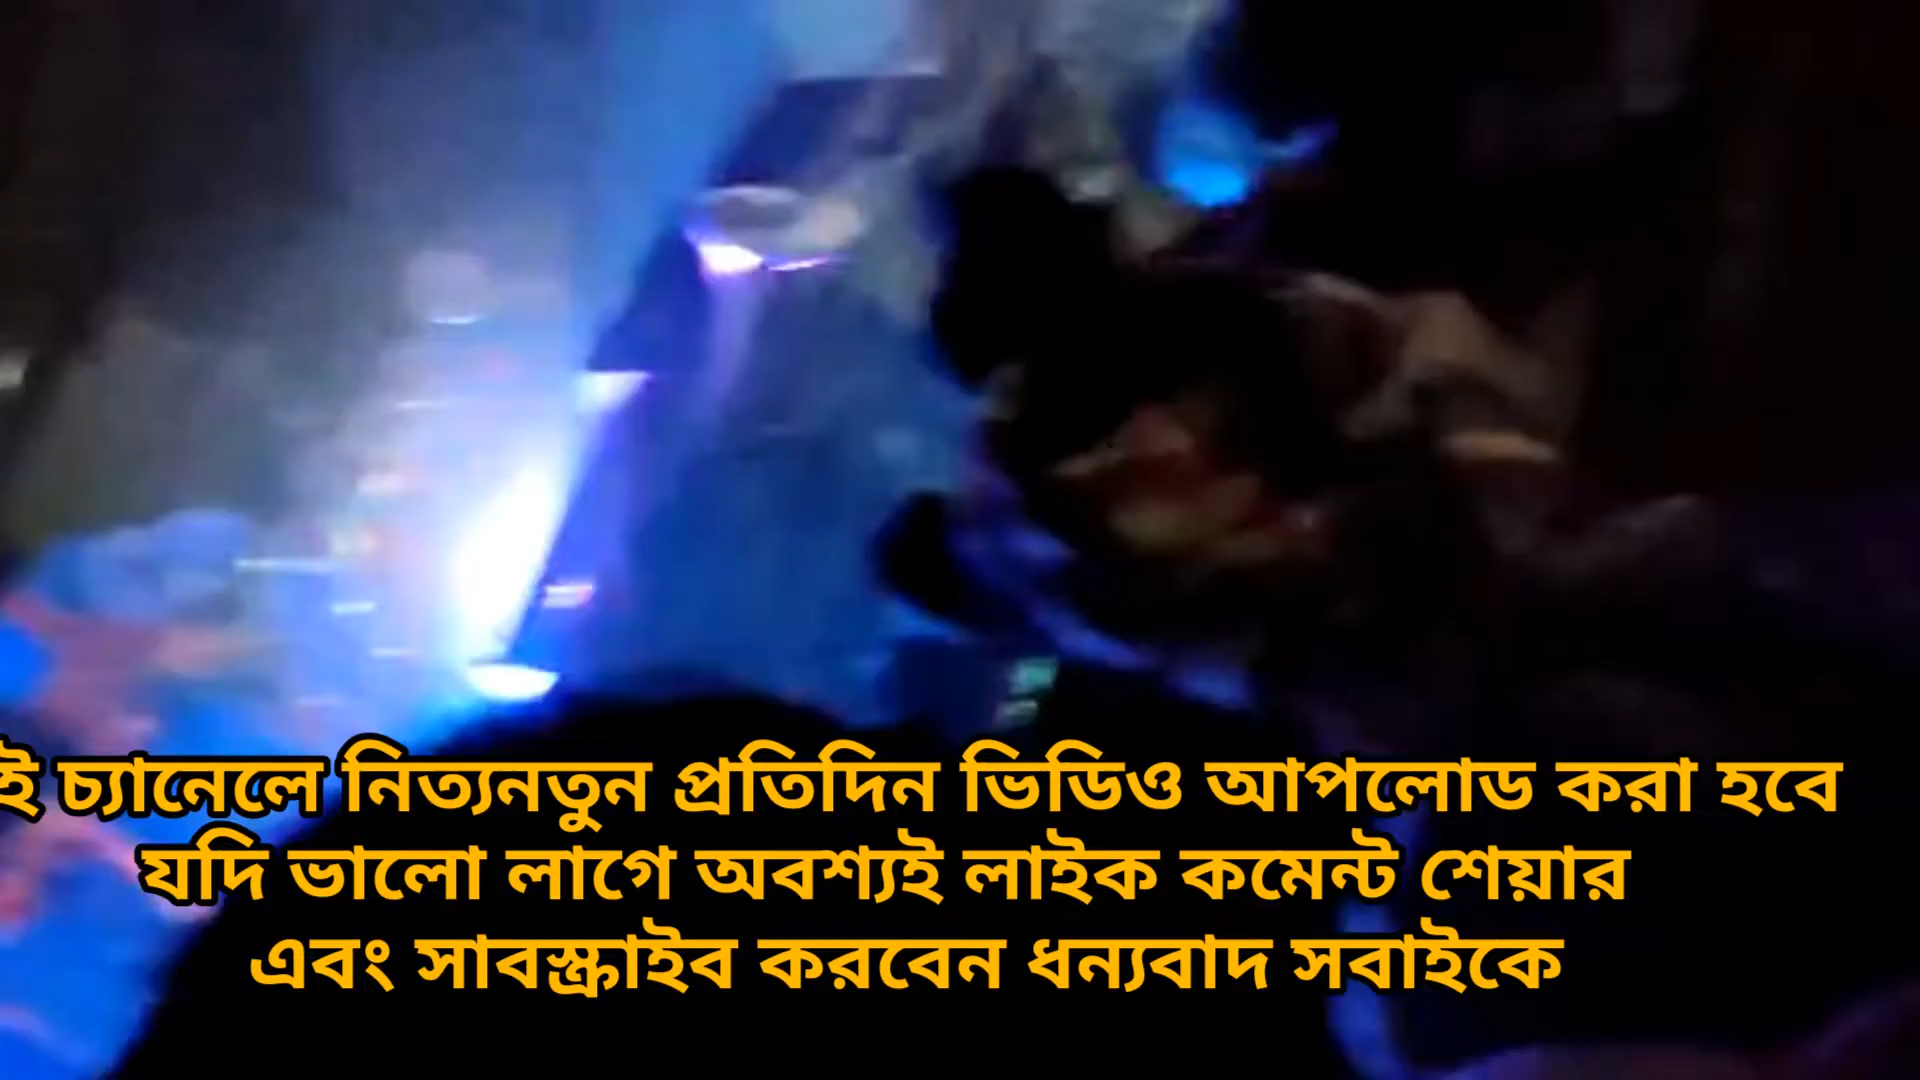 ই চ্যানেলে নিত্যনতুন প্রতিদিন ভিডিও আপলোড করা হবে
যদি ভালো লাগে অবশ্যই লাইক কমেন্ট শেয়ার
এবং সাবস্ক্রাইব করবেন ধন্যবাদ সবাইকে